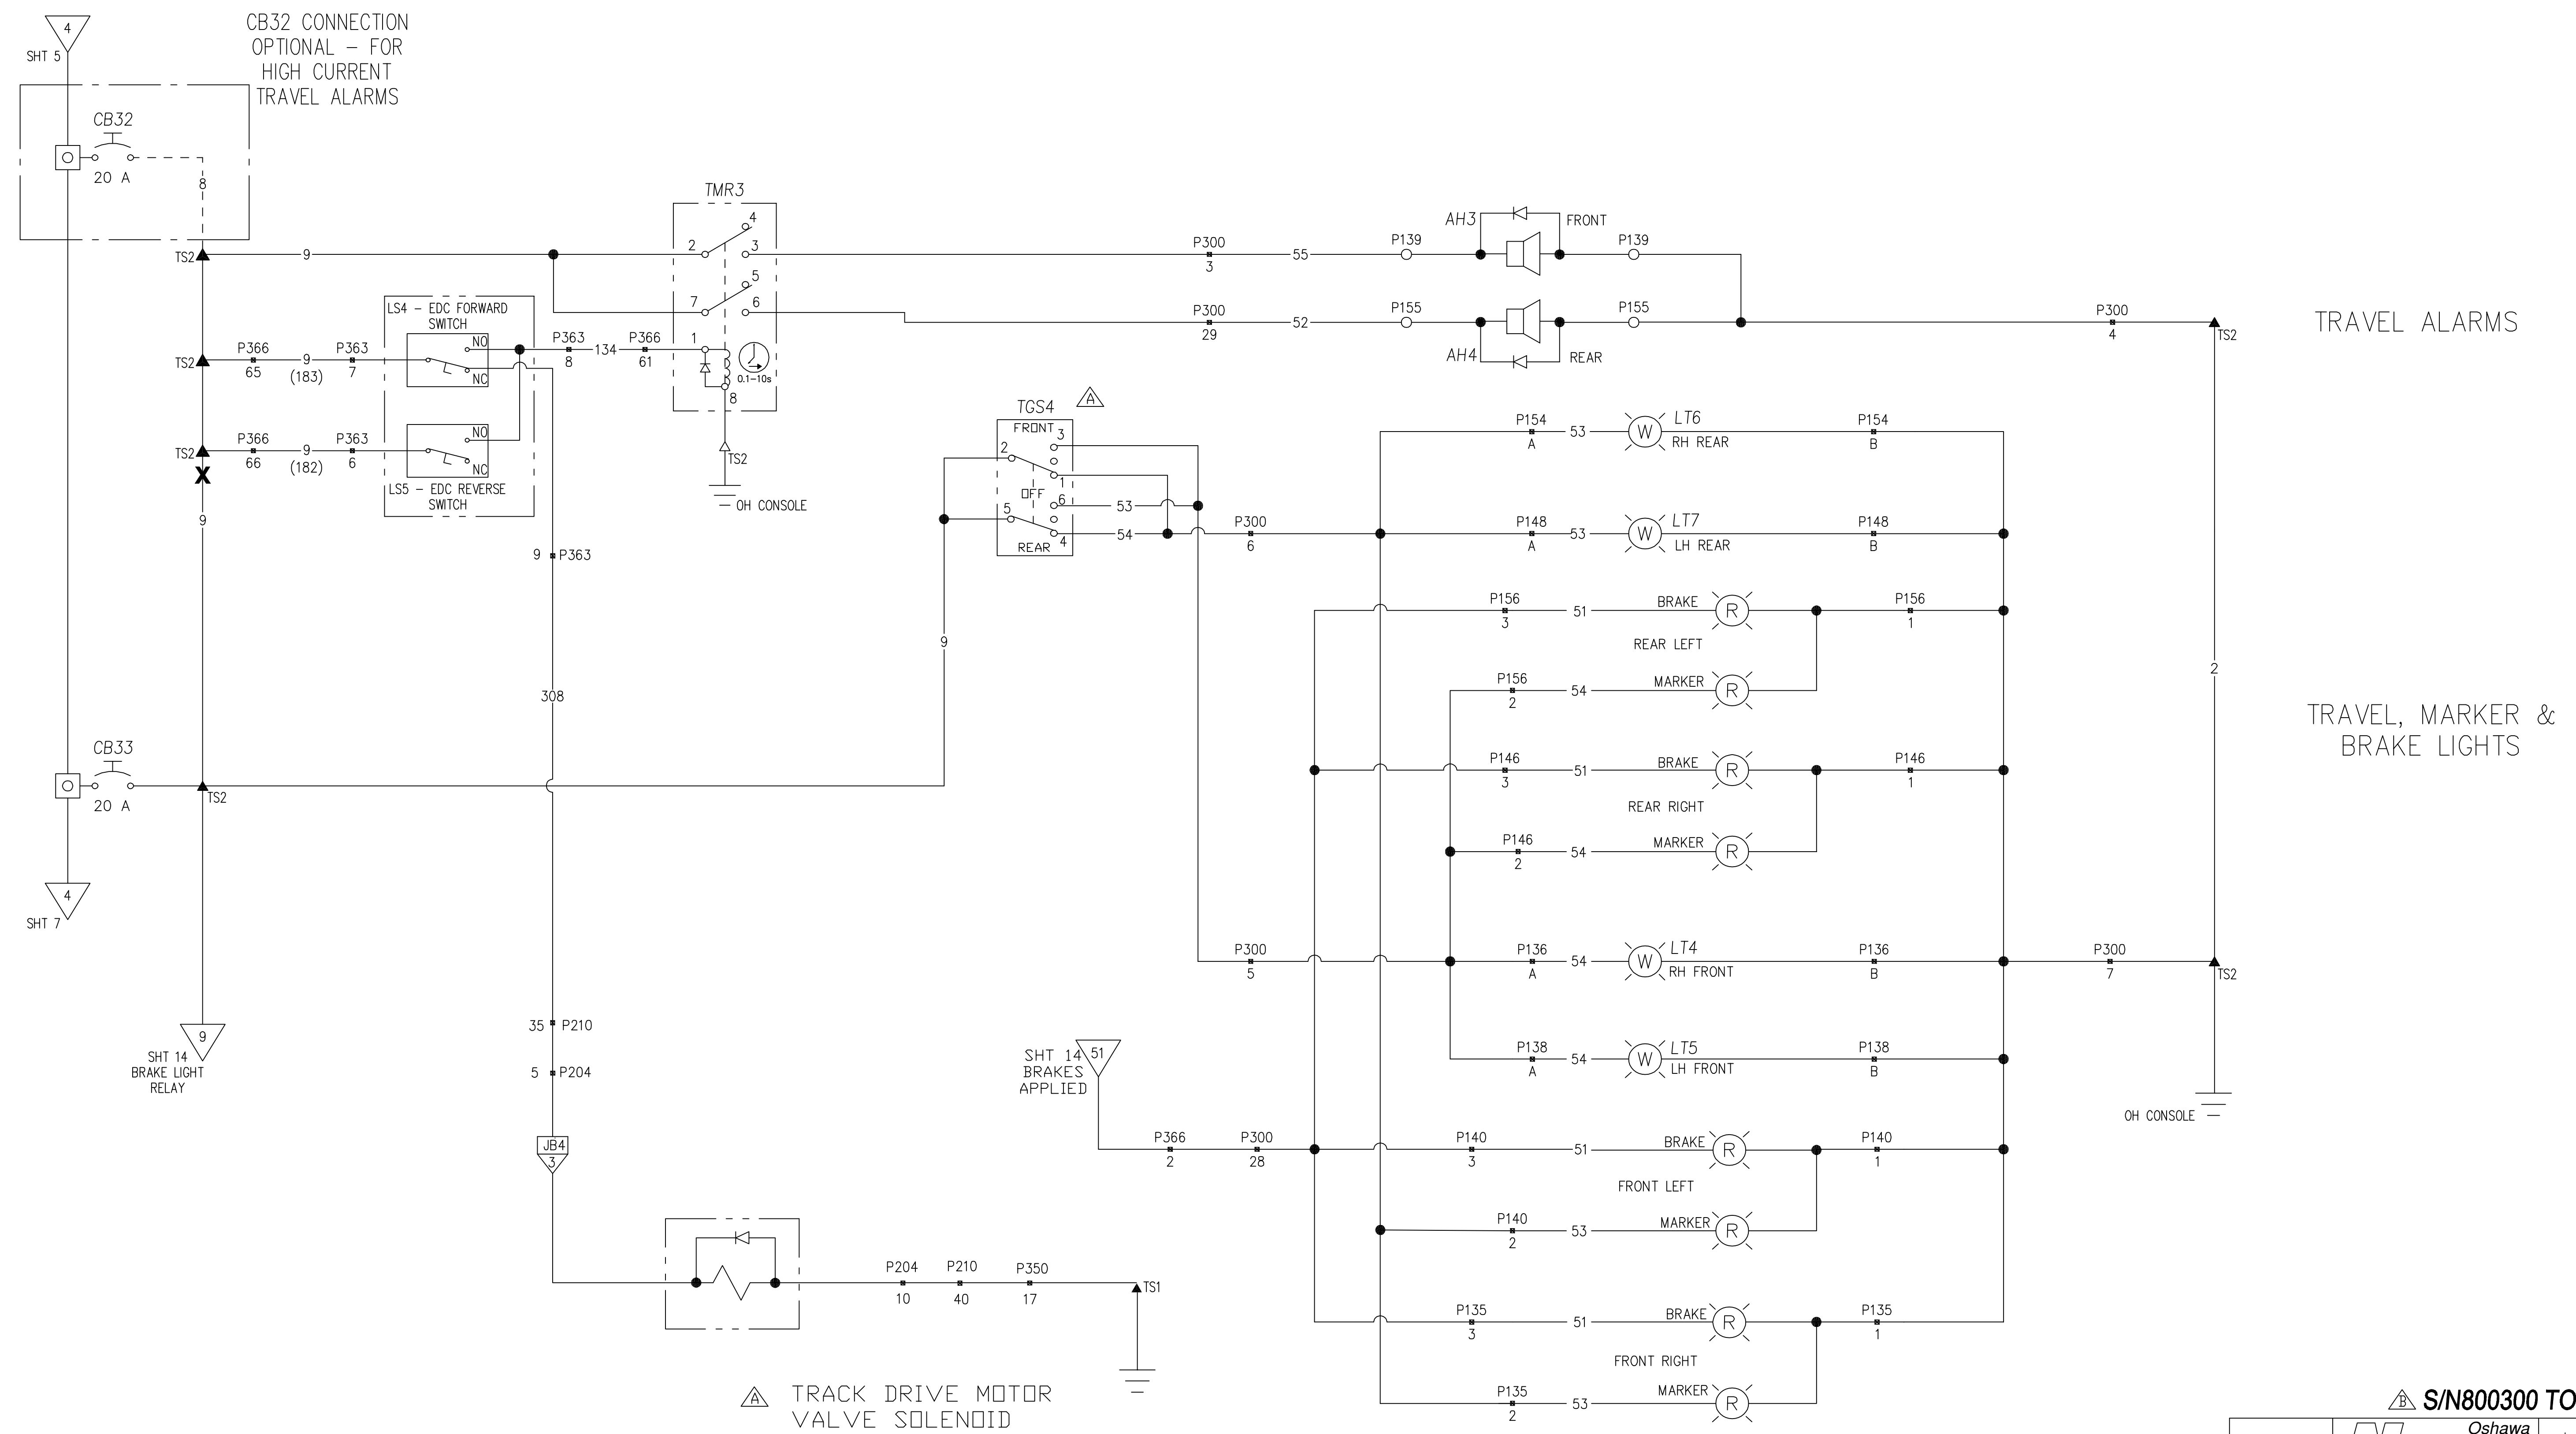 4
SHT 5
CB32 CONNECTION
OPTIONAL - FOR
HIGH CURRENT
TRAVEL ALARMS
CB32
20 A
8
TS2
9
TMR3
2
4
3
7
5
6
1
0.1-10s
8
TS2
OH CONSOLE
P300
3
55
P139
AH3
FRONT
P139
P300
29
52
P155
AH4
REAR
P155
P300
4
TS2
TRAVEL ALARMS
LS4 - EDC FORWARD
SWITCH
TS2
P366
65
9
(183)
P363
7
NO
NC
P363
8
134
P366
61
TS2
X
P366
66
9
(182)
P363
6
NO
NC
LS5 - EDC REVERSE
SWITCH
9
9 P363
308
TGS4
A
FRONT
2
3
1
OFF
5
6
4
REAR
53
54
9
P300
6
P154
A
53
W
LT6
RH REAR
P154
B
P148
A
53
W
LT7
LH REAR
P148
B
P156
3
51
BRAKE
R
P156
1
REAR LEFT
P156
2
54
MARKER
R
2
TRAVEL, MARKER &
BRAKE LIGHTS
P146
3
51
BRAKE
R
P146
1
REAR RIGHT
P146
2
54
MARKER
R
CB33
20 A
TS2
4
SHT 7
P300
5
P136
A
54
W
LT4
RH FRONT
P136
B
P300
7
TS2
9
SHT 14
BRAKE LIGHT
RELAY
35 P210
5 P204
JB4
3
SHT 14
BRAKES
APPLIED
51
P138
A
54
W
LT5
LH FRONT
P138
B
OH CONSOLE
P366
2
P300
28
P140
3
51
BRAKE
R
P140
1
FRONT LEFT
P140
2
53
MARKER
R
P204
10
P210
40
P350
17
TS1
P135
3
51
BRAKE
R
P135
1
FRONT RIGHT
P135
2
53
MARKER
R
A
TRACK DRIVE MOTOR
VALVE SOLENOID
B
S/N800300 TO
Oshawa